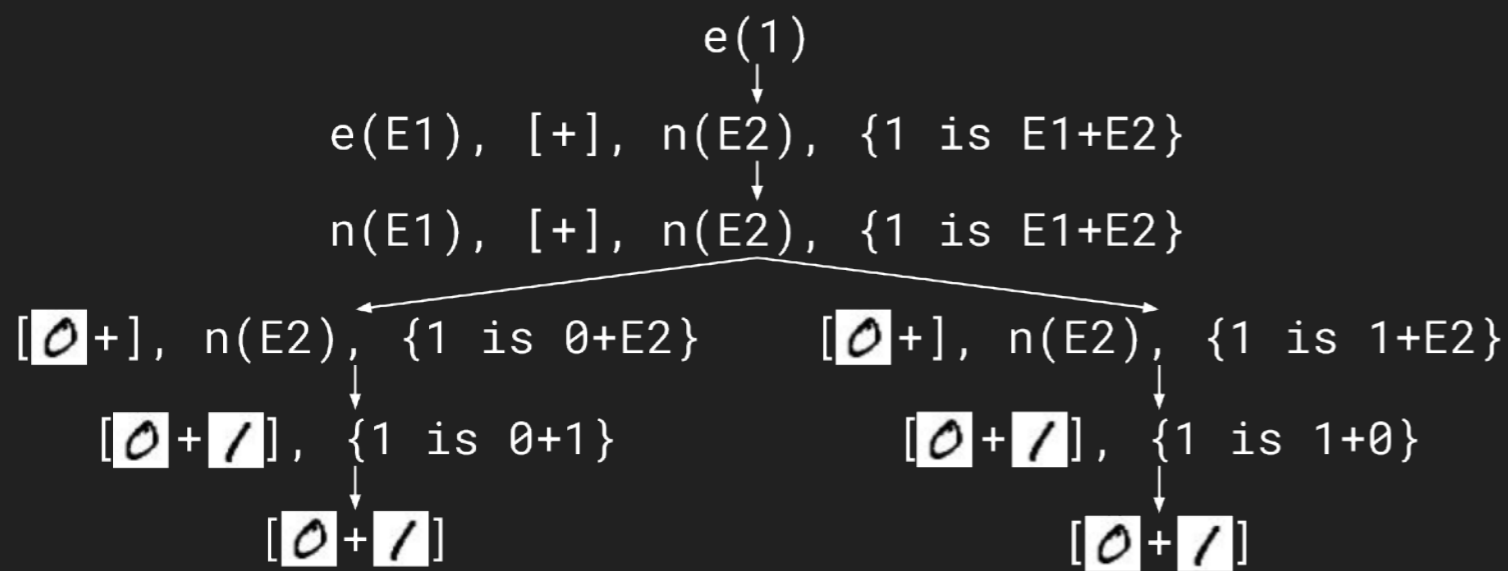 e(1)
e(E1), [+], n(E2), {1 is E1+E2}
n(E1), [+], n(E2), {1 is E1+E2}
[0+], n(E2), {1 is 0+E2}
[0+], n(E2), {1 is 1+E2}
[0+1], {1 is 0+1}
[0+1], {1 is 1+0}
[0+1]
[0+1]